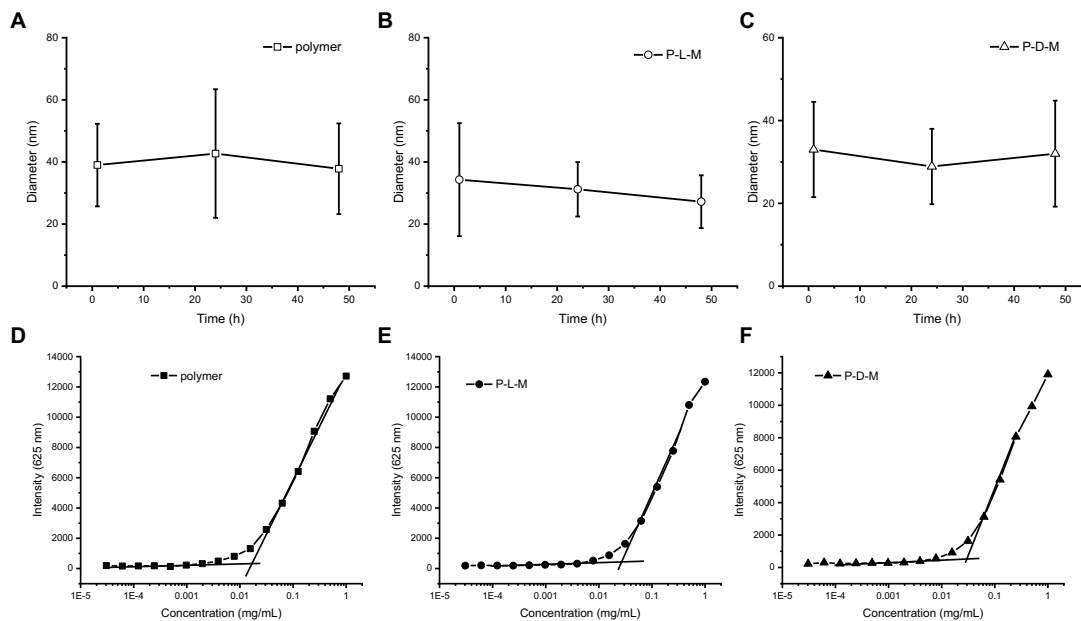 A
polymer
80
60
40
20
0
Diameter (nm)
0 10 20 30 40 50
Time (h)
B
P-L-M
80
60
40
20
0
Diameter (nm)
0 10 20 30 40 50
Time (h)
C
P-D-M
60
40
20
0
Diameter (nm)
0 10 20 30 40 50
Time (h)
D
polymer
14000
12000
10000
8000
6000
4000
2000
0
Intensity (625 nm)
1E-5 1E-4 0.001 0.01 0.1 1
Concentration (mg/mL)
E
P-L-M
14000
12000
10000
8000
6000
4000
2000
0
Intensity (625 nm)
1E-5 1E-4 0.001 0.01 0.1 1
Concentration (mg/mL)
F
P-D-M
12000
10000
8000
6000
4000
2000
0
Intensity (625 nm)
1E-5 1E-4 0.001 0.01 0.1 1
Concentration (mg/mL)